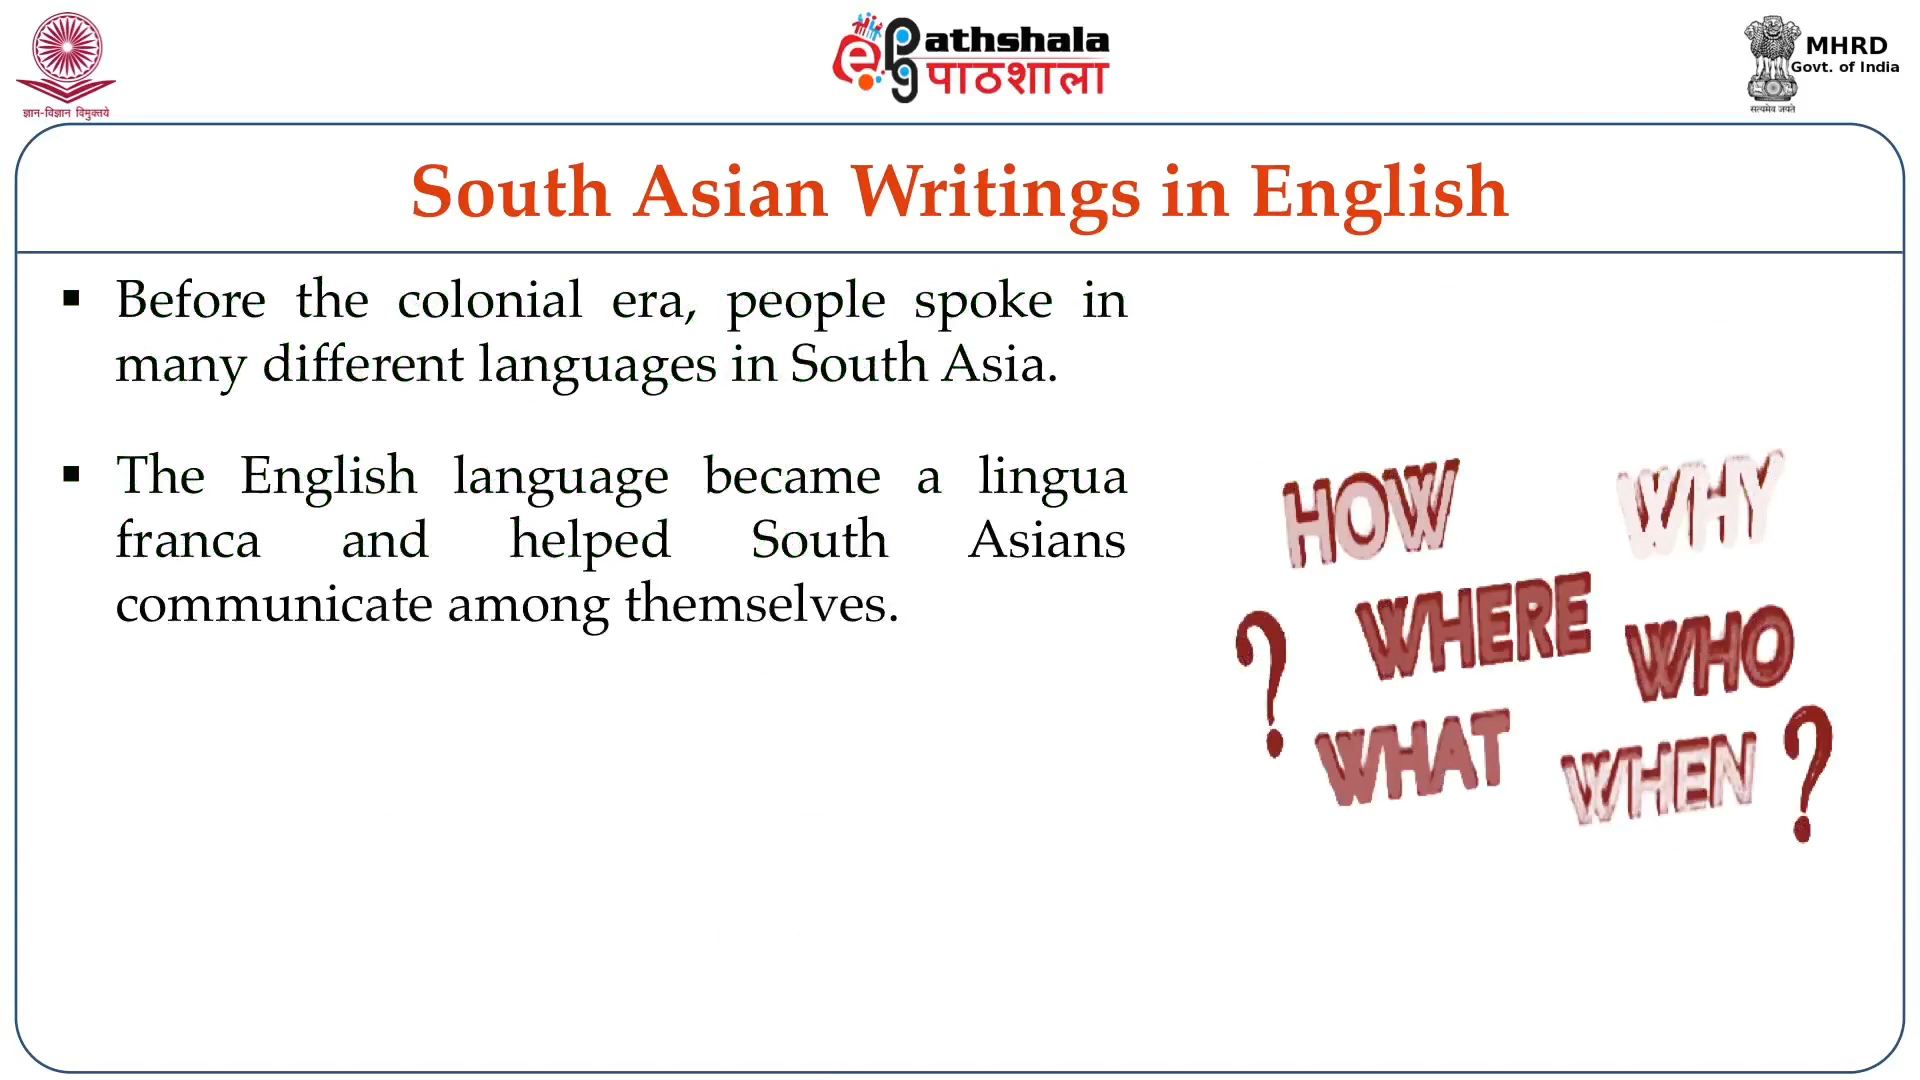 ज्ञान-विज्ञान विमुक्तये
ePG Pathshala
पाठशाला
MHRD
Govt. of India
सत्यमेव जयते
South Asian Writings in English
▪ Before the colonial era, people spoke in
many different languages in South Asia.
▪ The English language became a lingua
franca and helped South Asians
communicate among themselves.
HOW
WHY
WHERE
?
WHO
WHAT
WHEN
?